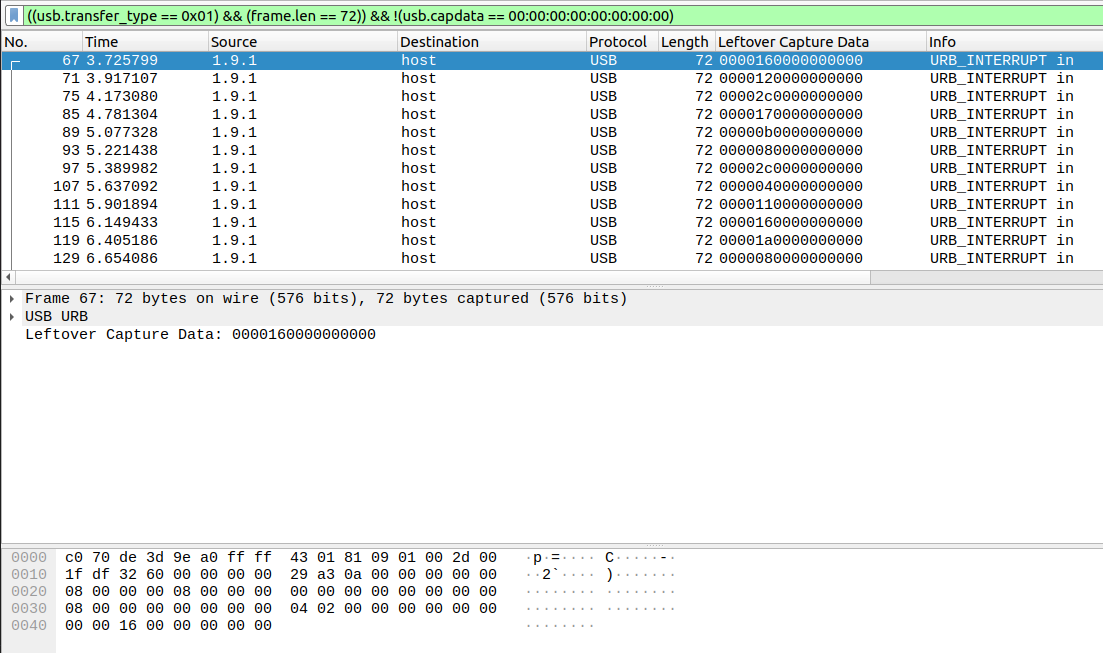 ((usb.transfer_type == 0x01) && (frame.len == 72)) && !(usb.capdata == 00:00:00:00:00:00:00:00)
No. Time Source Destination Protocol Length Leftover Capture Data Info
67 3.725799 1.9.1 host USB 72 0000160000000000 URB_INTERRUPT in
71 3.917107 1.9.1 host USB 72 0000120000000000 URB_INTERRUPT in
75 4.173080 1.9.1 host USB 72 00002c0000000000 URB_INTERRUPT in
85 4.781304 1.9.1 host USB 72 0000170000000000 URB_INTERRUPT in
89 5.077328 1.9.1 host USB 72 00000b0000000000 URB_INTERRUPT in
93 5.221438 1.9.1 host USB 72 0000080000000000 URB_INTERRUPT in
97 5.389982 1.9.1 host USB 72 00002c0000000000 URB_INTERRUPT in
107 5.637092 1.9.1 host USB 72 0000040000000000 URB_INTERRUPT in
111 5.901894 1.9.1 host USB 72 0000110000000000 URB_INTERRUPT in
115 6.149433 1.9.1 host USB 72 0000160000000000 URB_INTERRUPT in
119 6.405186 1.9.1 host USB 72 00001a0000000000 URB_INTERRUPT in
129 6.654086 1.9.1 host USB 72 0000080000000000 URB_INTERRUPT in
Frame 67: 72 bytes on wire (576 bits), 72 bytes captured (576 bits)
USB URB
Leftover Capture Data: 0000160000000000
0000 c0 70 de 3d 9e a0 ff ff 43 01 81 09 01 00 2d 00 ·p·=···· C·····-·
0010 1f df 32 60 00 00 00 00 29 a3 0a 00 00 00 00 00 ··2`···· )·······
0020 08 00 00 00 08 00 00 00 00 00 00 00 00 00 00 00 ········ ········
0030 08 00 00 00 00 00 00 00 04 02 00 00 00 00 00 00 ········ ········
0040 00 00 16 00 00 00 00 00 ········